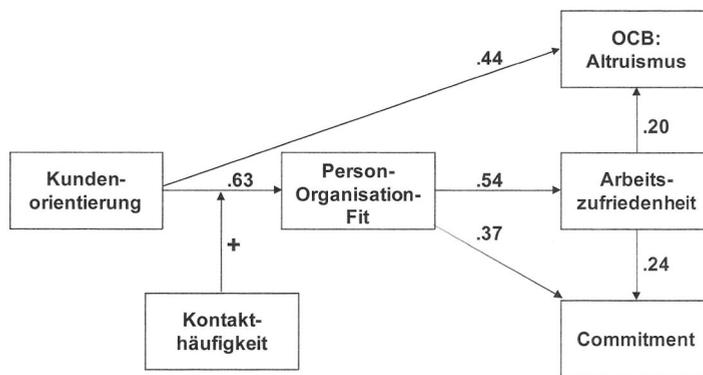 OCB:
Altruismus
.44
.20
Kunden-
orientierung
.63
Person-
Organisation-
Fit
.54
Arbeits-
zufriedenheit
.37
.24
+
Kontakt-
häufigkeit
Commitment